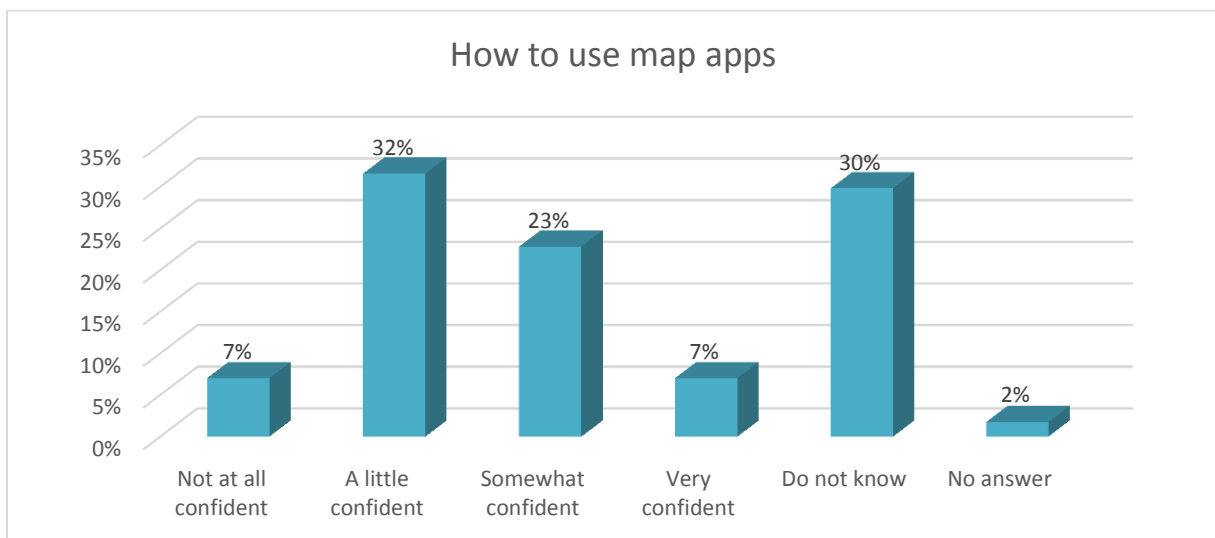 How to use map apps
35%
30%
25%
20%
15%
10%
5%
0%
7%
32%
23%
7%
30%
2%
Not at all
confident
A little
confident
Somewhat
confident
Very
confident
Do not know
No answer